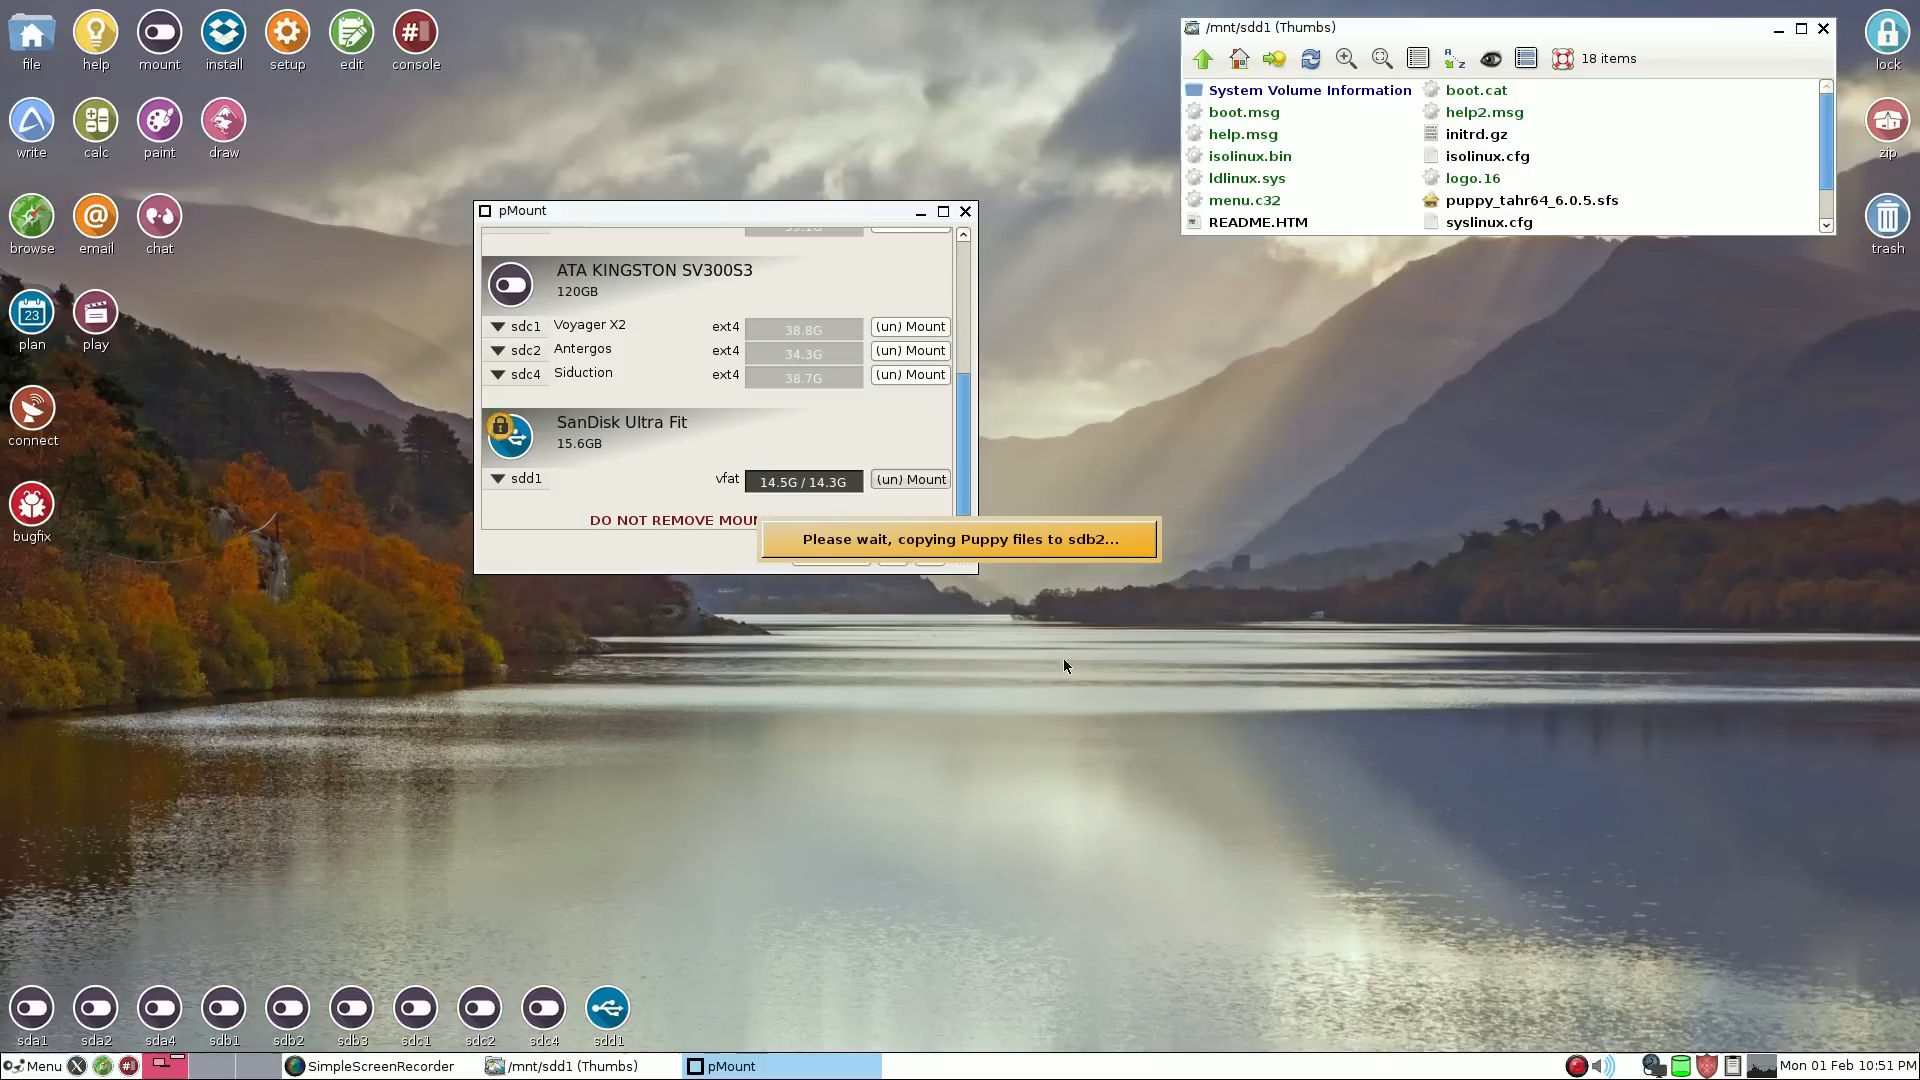 file
help
mount
install
setup
edit
console
write
calc
paint
draw
browse
email
chat
23
plan
play
connect
bugfix
lock
zip
trash
/mnt/sdd1 (Thumbs)
18 items
System Volume Information
boot.cat
boot.msg
help2.msg
help.msg
initrd.gz
isolinux.bin
isolinux.cfg
ldlinux.sys
logo.16
menu.c32
puppy_tahr64_6.0.5.sfs
README.HTM
syslinux.cfg
pMount
ATA KINGSTON SV300S3
120GB
sdc1 Voyager X2 ext4 38.8G (un) Mount
sdc2 Antergos ext4 34.3G (un) Mount
sdc4 Siduction ext4 38.7G (un) Mount
SanDisk Ultra Fit
15.6GB
sdd1 vfat 14.5G / 14.3G (un) Mount
DO NOT REMOVE
Please wait, copying Puppy files to sdb2...
sda1
sda2
sda4
sdb1
sdb2
sdb3
sdc1
sdc2
sdc4
sdd1
Menu
SimpleScreenRecorder
/mnt/sdd1 (Thumbs)
pMount
Mon 01 Feb 10:51 PM